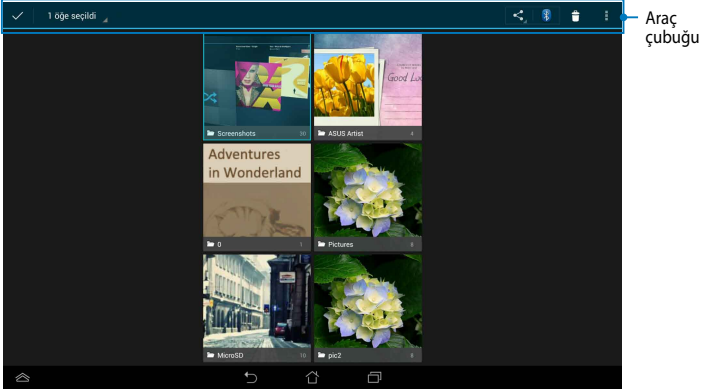 1 öğe seçildi
Araç
çubuğu
Good Lu
Screenshots 20
ASUS Artist 4
Adventures
in Wonderland
0 1
Pictures 8
MicroSD 10
pic2 8